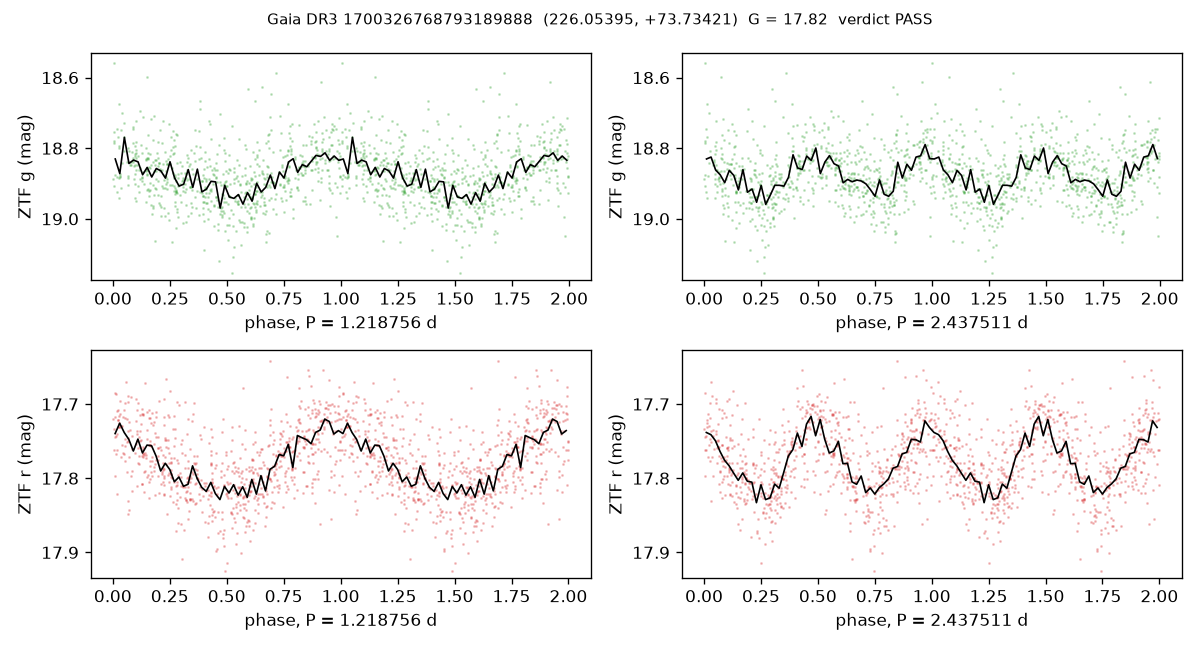 Gaia DR3 1700326768793189888  (226.05395, +73.73421)  G = 17.82  verdict PASS
ZTF g (mag)
18.6
18.8
19.0
0.00 0.25 0.50 0.75 1.00 1.25 1.50 1.75 2.00
phase, P = 1.218756 d
ZTF g (mag)
18.6
18.8
19.0
0.00 0.25 0.50 0.75 1.00 1.25 1.50 1.75 2.00
phase, P = 2.437511 d
ZTF r (mag)
17.7
17.8
17.9
0.00 0.25 0.50 0.75 1.00 1.25 1.50 1.75 2.00
phase, P = 1.218756 d
ZTF r (mag)
17.7
17.8
17.9
0.00 0.25 0.50 0.75 1.00 1.25 1.50 1.75 2.00
phase, P = 2.437511 d